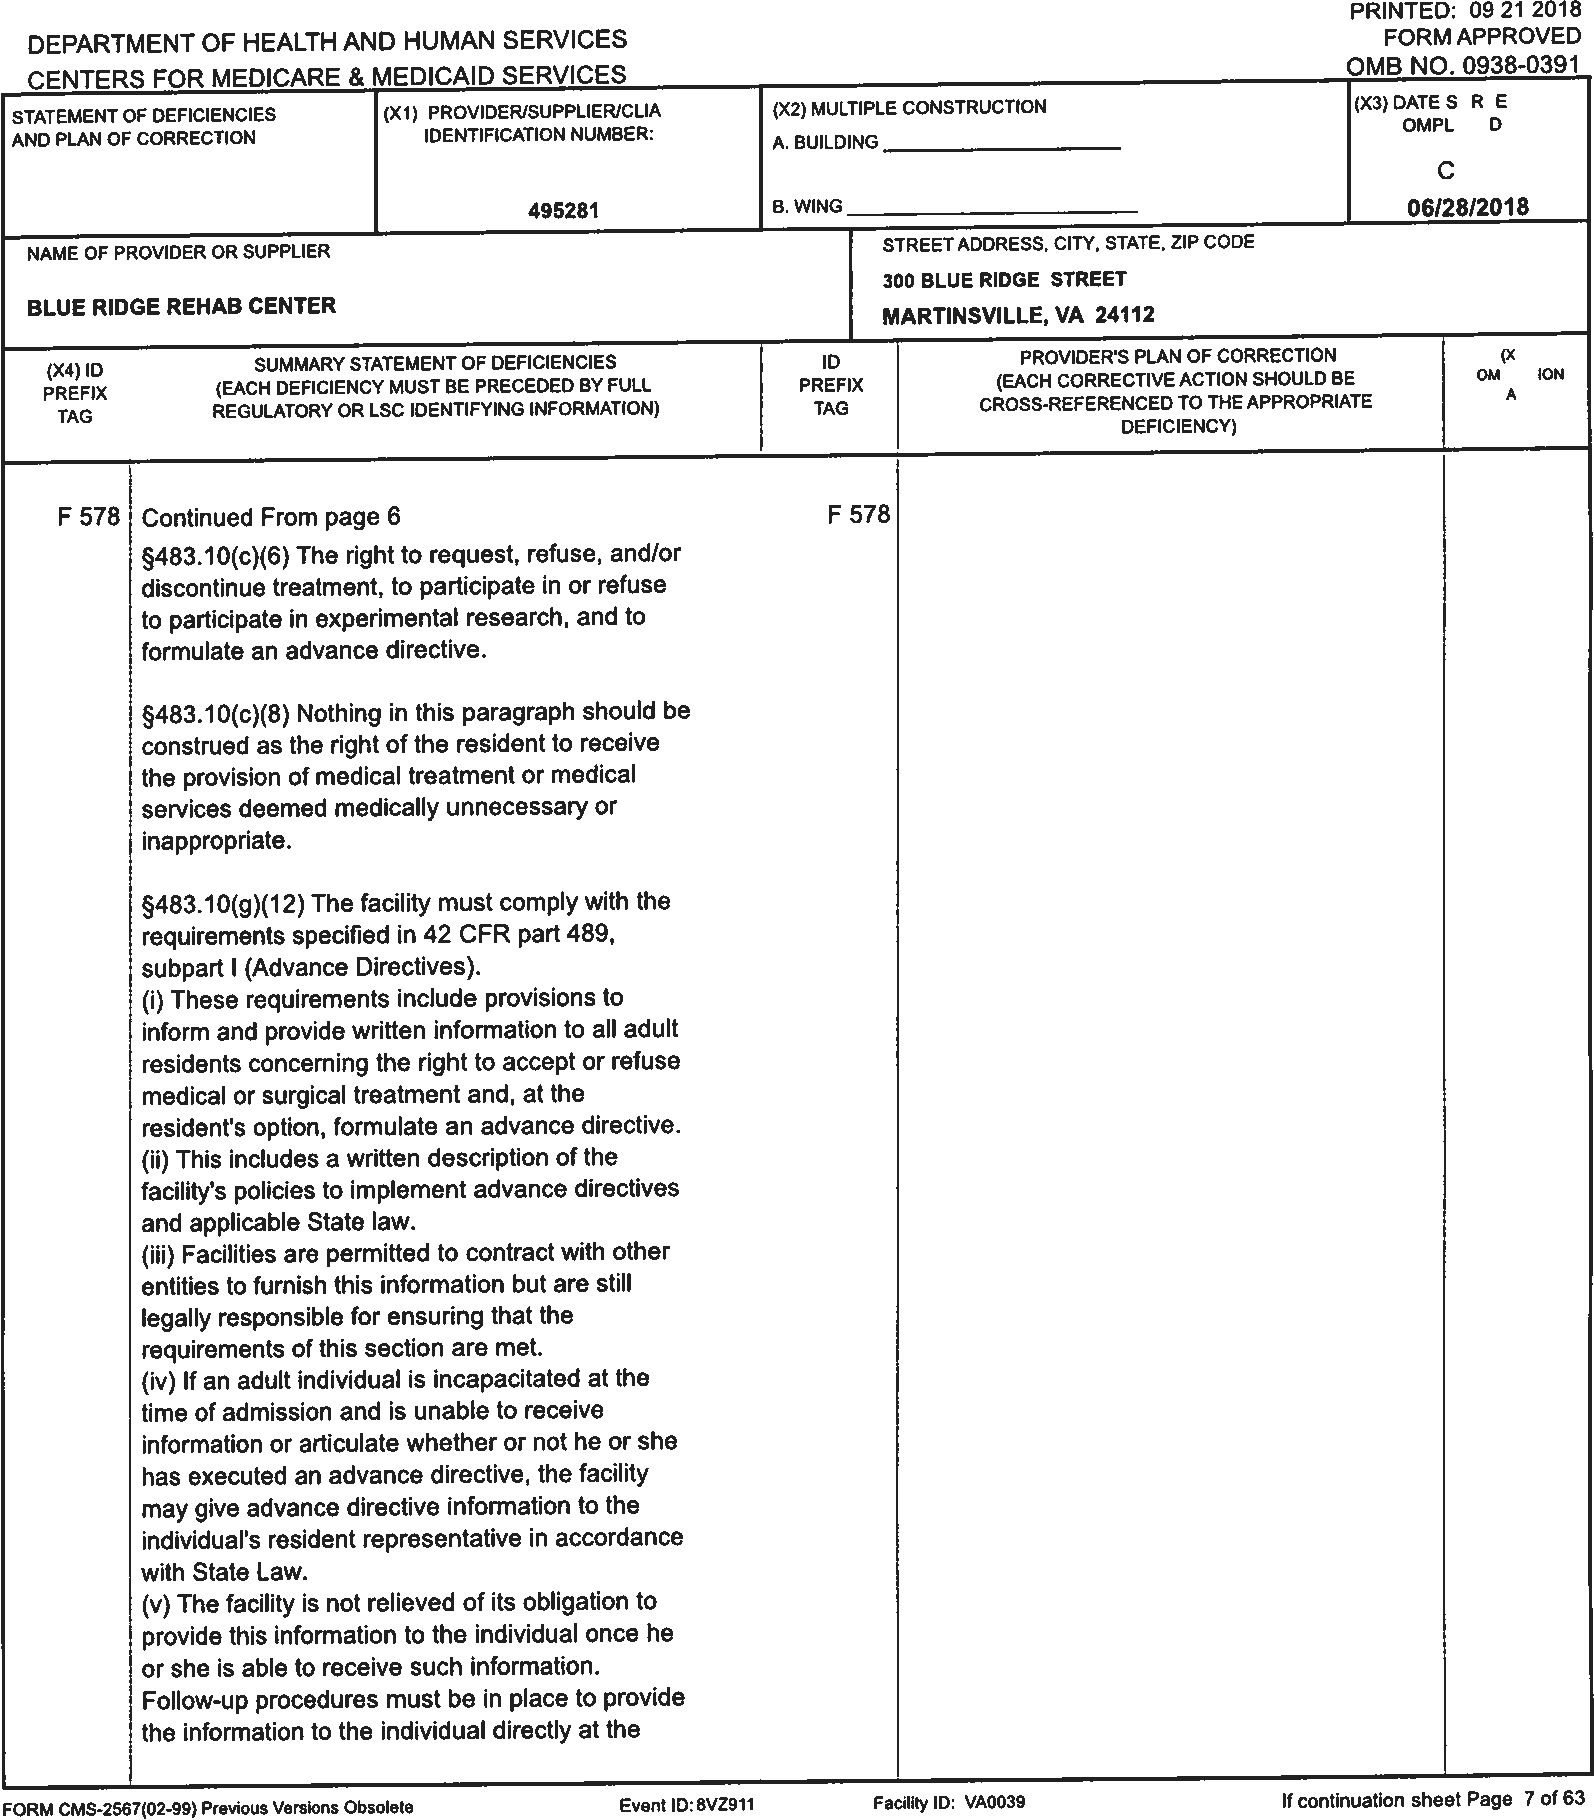 PRINTED: 09 21 2018
DEPARTMENT OF HEALTH AND HUMAN SERVICES
FORM APPROVED
CENTERS FOR MEDICARE & MEDICAID SERVICES
OMB NO. 0938-0391
STATEMENT OF DEFICIENCIES
AND PLAN OF CORRECTION
(X1) PROVIDER/SUPPLIER/CLIA
IDENTIFICATION NUMBER:
495281
(X2) MULTIPLE CONSTRUCTION
A. BUILDING
B. WING
(X3) DATE S R E
OMPL D
C
06/28/2018
NAME OF PROVIDER OR SUPPLIER
BLUE RIDGE REHAB CENTER
STREET ADDRESS, CITY, STATE, ZIP CODE
300 BLUE RIDGE STREET
MARTINSVILLE, VA 24112
(X4) ID
PREFIX
TAG
SUMMARY STATEMENT OF DEFICIENCIES
(EACH DEFICIENCY MUST BE PRECEDED BY FULL
REGULATORY OR LSC IDENTIFYING INFORMATION)
ID
PREFIX
TAG
PROVIDER'S PLAN OF CORRECTION
(EACH CORRECTIVE ACTION SHOULD BE
CROSS-REFERENCED TO THE APPROPRIATE
DEFICIENCY)
(X
OM ION
A
F 578 Continued From page 6 F 578
§483.10(c)(6) The right to request, refuse, and/or
discontinue treatment, to participate in or refuse
to participate in experimental research, and to
formulate an advance directive.
§483.10(c)(8) Nothing in this paragraph should be
construed as the right of the resident to receive
the provision of medical treatment or medical
services deemed medically unnecessary or
inappropriate.
§483.10(g)(12) The facility must comply with the
requirements specified in 42 CFR part 489,
subpart I (Advance Directives).
(i) These requirements include provisions to
inform and provide written information to all adult
residents concerning the right to accept or refuse
medical or surgical treatment and, at the
resident's option, formulate an advance directive.
(ii) This includes a written description of the
facility's policies to implement advance directives
and applicable State law.
(iii) Facilities are permitted to contract with other
entities to furnish this information but are still
legally responsible for ensuring that the
requirements of this section are met.
(iv) If an adult individual is incapacitated at the
time of admission and is unable to receive
information or articulate whether or not he or she
has executed an advance directive, the facility
may give advance directive information to the
individual's resident representative in accordance
with State Law.
(v) The facility is not relieved of its obligation to
provide this information to the individual once he
or she is able to receive such information.
Follow-up procedures must be in place to provide
the information to the individual directly at the
FORM CMS-2567(02-99) Previous Versions Obsolete Event ID: 8VZ911 Facility ID: VA0039 If continuation sheet Page 7 of 63